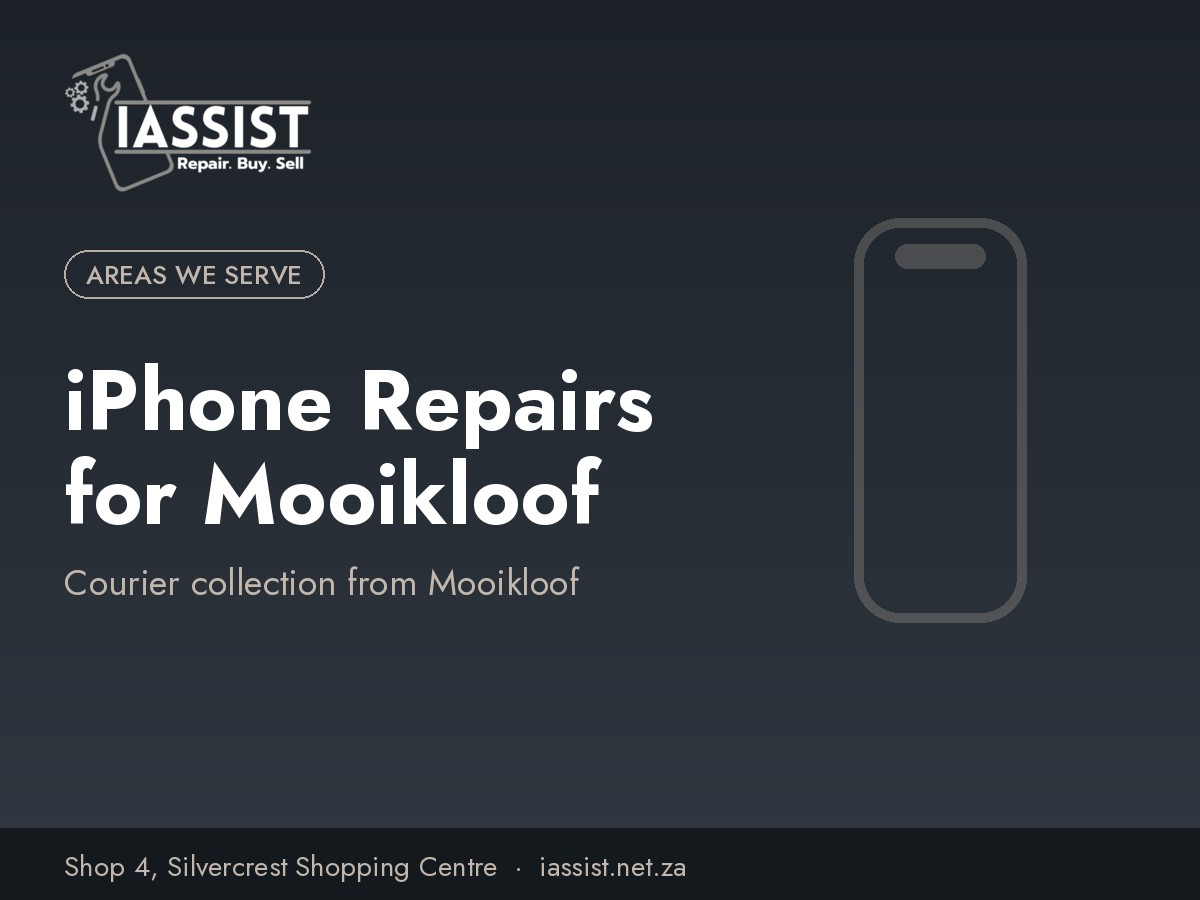 IASSIST
Repair. Buy. Sell
AREAS WE SERVE
iPhone Repairs
for Mooikloof
Courier collection from Mooikloof
Shop 4, Silvercrest Shopping Centre · iassist.net.za